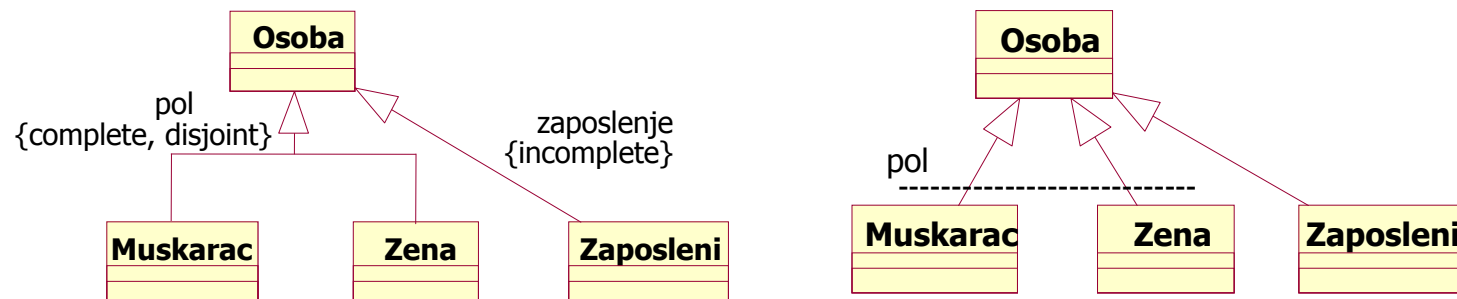 Osoba
pol
{complete, disjoint}
zaposlenje
{incomplete}
Muskarac
Zena
Zaposleni
Osoba
pol
Muskarac
Zena
Zaposleni